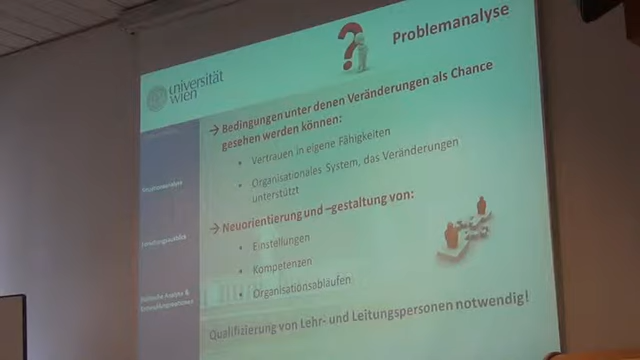 Problemanalyse
universität
wien
→ Bedingungen unter denen Veränderungen als Chance
gesehen werden können:
• Vertrauen in eigene Fähigkeiten
• Organisationales System, das Veränderungen
unterstützt
→ Neuorientierung und –gestaltung von:
• Einstellungen
• Kompetenzen
• Organisationsabläufen
Qualifizierung von Lehr- und Leitungspersonen notwendig!